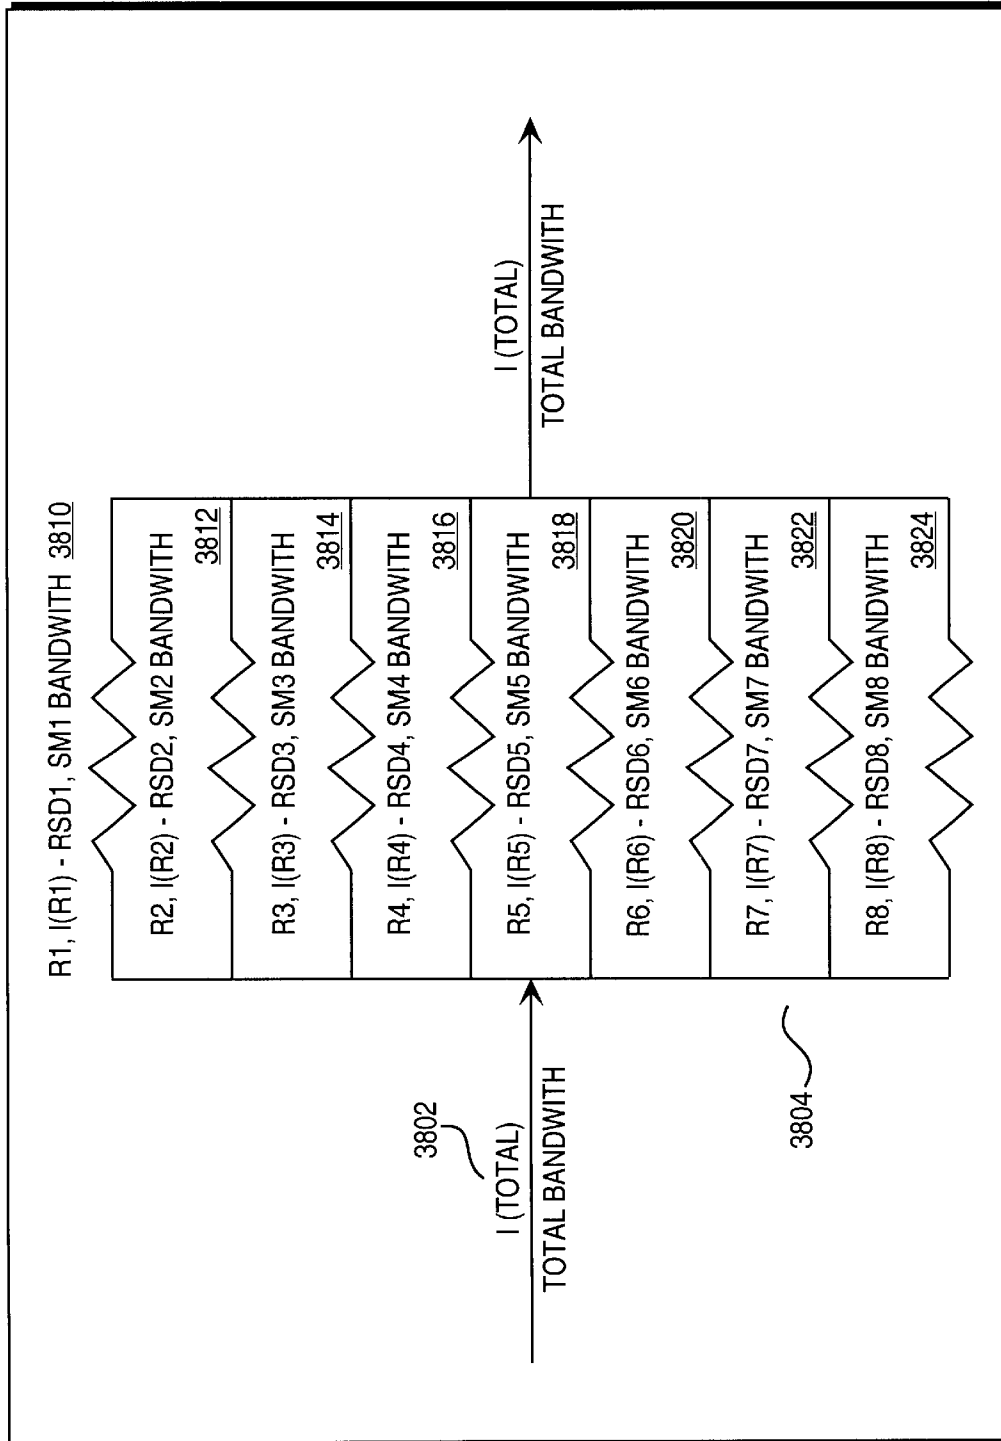 R1, I(R1) - RSD1, SM1 BANDWITH 3810
R2, I(R2) - RSD2, SM2 BANDWITH
3812
R3, I(R3) - RSD3, SM3 BANDWITH
3814
R4, I(R4) - RSD4, SM4 BANDWITH
3816
R5, I(R5) - RSD5, SM5 BANDWITH
3818
R6, I(R6) - RSD6, SM6 BANDWITH
3820
R7, I(R7) - RSD7, SM7 BANDWITH
3822
R8, I(R8) - RSD8, SM8 BANDWITH
3824
3802
I (TOTAL)
TOTAL BANDWITH
I (TOTAL)
TOTAL BANDWITH
3804